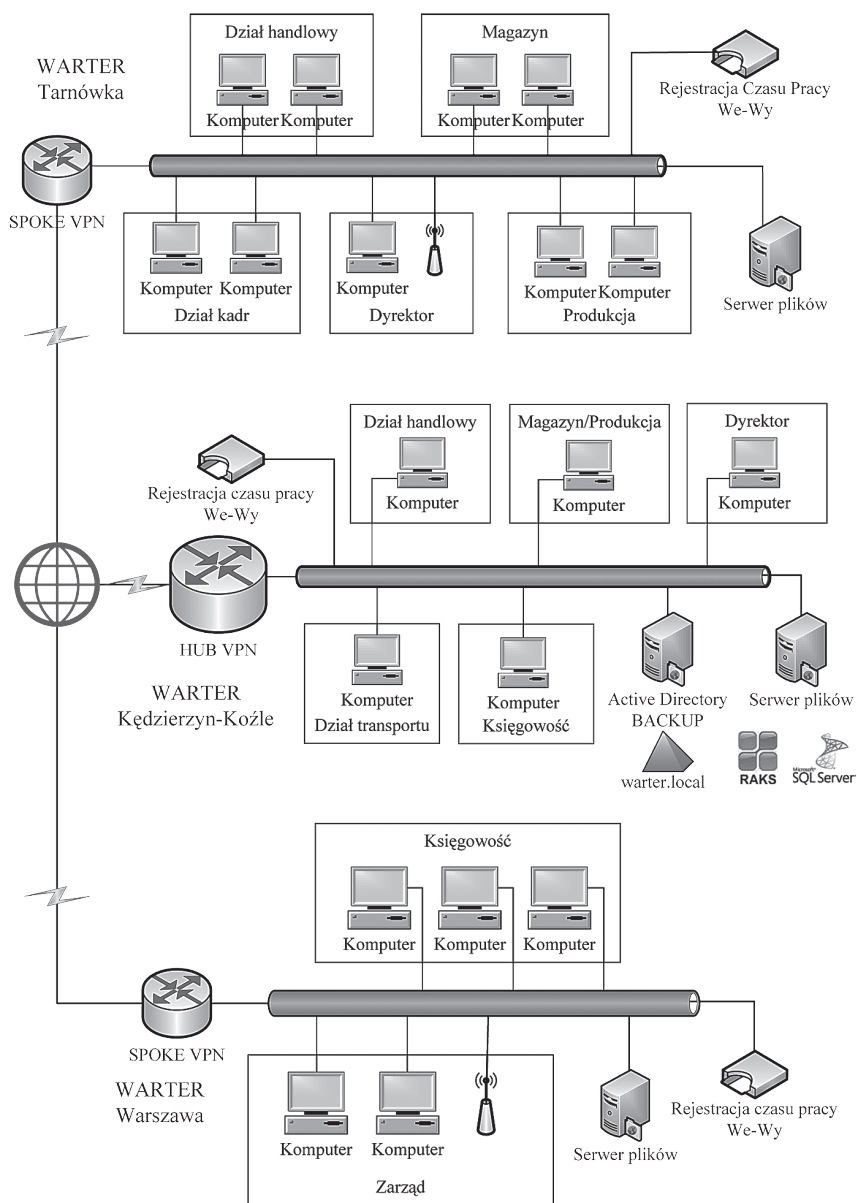 WARTER
Tarnówka
SPOKE VPN
Dział handlowy
Komputer Komputer
Magazyn
Komputer Komputer
Rejestracja Czasu Pracy
We-Wy
Komputer Komputer
Dział kadr
Komputer
Dyrektor
Komputer Komputer
Produkcja
Serwer plików
Rejestracja czasu pracy
We-Wy
Dział handlowy
Komputer
Magazyn/Produkcja
Komputer
Dyrektor
Komputer
HUB VPN
WARTER
Kędzierzyn-Koźle
Komputer
Dział transportu
Komputer
Księgowość
Active Directory
BACKUP
warter.local
Serwer plików
RAKS
Microsoft
SQL Server
Księgowość
Komputer Komputer Komputer
SPOKE VPN
WARTER
Warszawa
Komputer Komputer
Zarząd
Serwer plików
Rejestracja czasu pracy
We-Wy